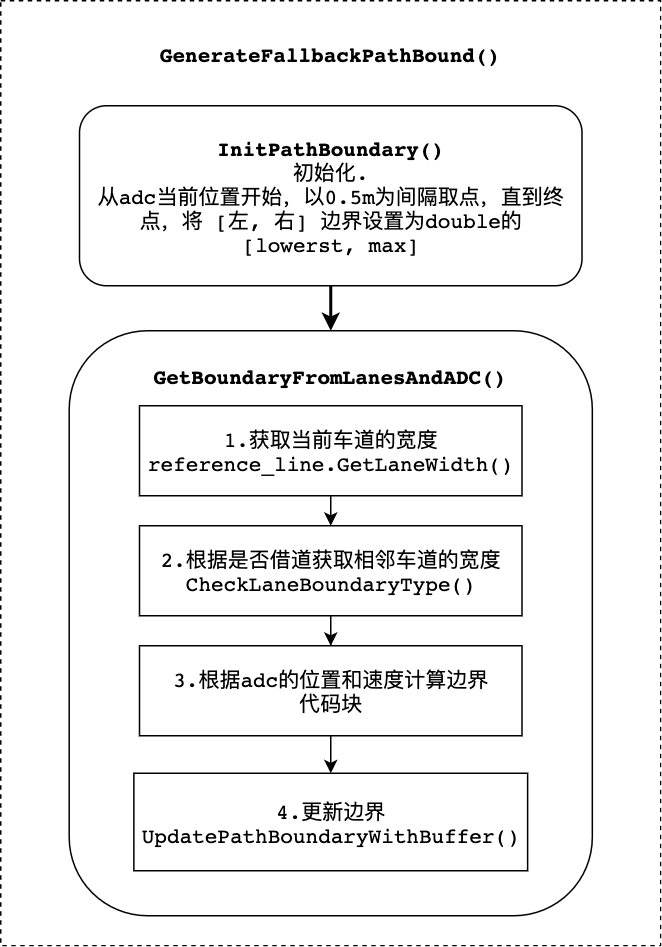 GenerateFallbackPathBound()
InitPathBoundary()
初始化.
从adc当前位置开始，以0.5m为间隔取点，直到终
点，将 [左, 右] 边界设置为double的
[lowerst, max]
GetBoundaryFromLanesAndADC()
1.获取当前车道的宽度
reference_line.GetLaneWidth()
2.根据是否借道获取相邻车道的宽度
CheckLaneBoundaryType()
3.根据adc的位置和速度计算边界
代码块
4.更新边界
UpdatePathBoundaryWithBuffer()